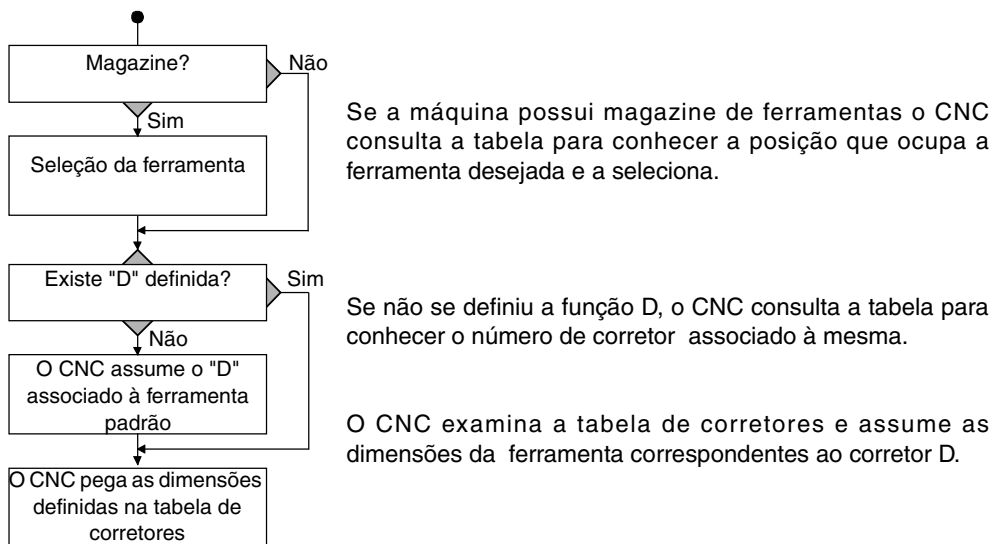 Magazine?
Não
Sim
Seleção da ferramenta
Se a máquina possui magazine de ferramentas o CNC
consulta a tabela para conhecer a posição que ocupa a
ferramenta desejada e a seleciona.
Existe "D" definida?
Sim
Não
O CNC assume o "D"
associado à ferramenta
padrão
Se não se definiu a função D, o CNC consulta a tabela para
conhecer o número de corretor associado à mesma.
O CNC pega as dimensões
definidas na tabela de
corretores
O CNC examina a tabela de corretores e assume as
dimensões da ferramenta correspondentes ao corretor D.